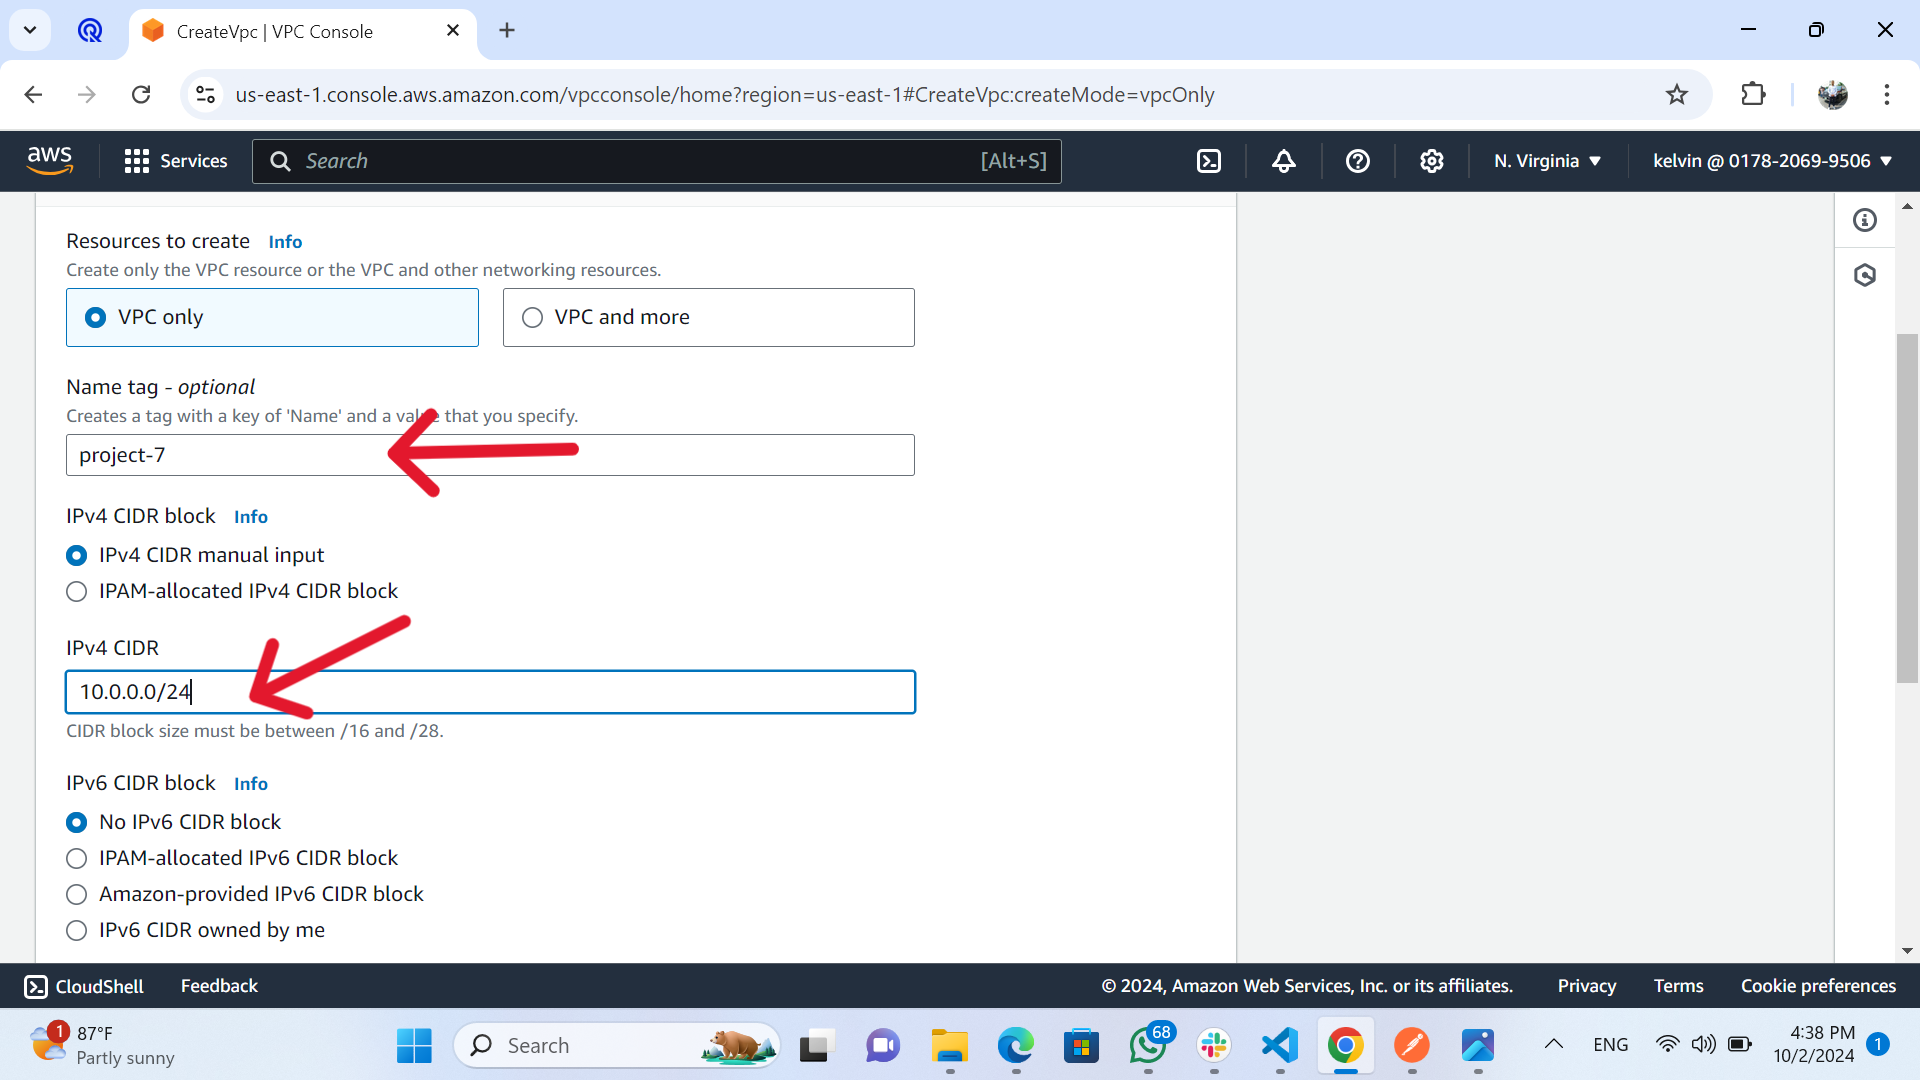 CreateVpc | VPC Console
us-east-1.console.aws.amazon.com/vpcconsole/home?region=us-east-1#CreateVpc:createMode=vpcOnly
aws Services Search [Alt+S] N. Virginia kelvin @ 0178-2069-9506
Resources to create Info
Create only the VPC resource or the VPC and other networking resources.
VPC only VPC and more
Name tag - optional
Creates a tag with a key of 'Name' and a value that you specify.
project-7
IPv4 CIDR block Info
IPv4 CIDR manual input
IPAM-allocated IPv4 CIDR block
IPv4 CIDR
10.0.0.0/24
CIDR block size must be between /16 and /28.
IPv6 CIDR block Info
No IPv6 CIDR block
IPAM-allocated IPv6 CIDR block
Amazon-provided IPv6 CIDR block
IPv6 CIDR owned by me
CloudShell Feedback © 2024, Amazon Web Services, Inc. or its affiliates. Privacy Terms Cookie preferences
1 87°F
Partly sunny
Search
68
ENG
4:38 PM
10/2/2024
1